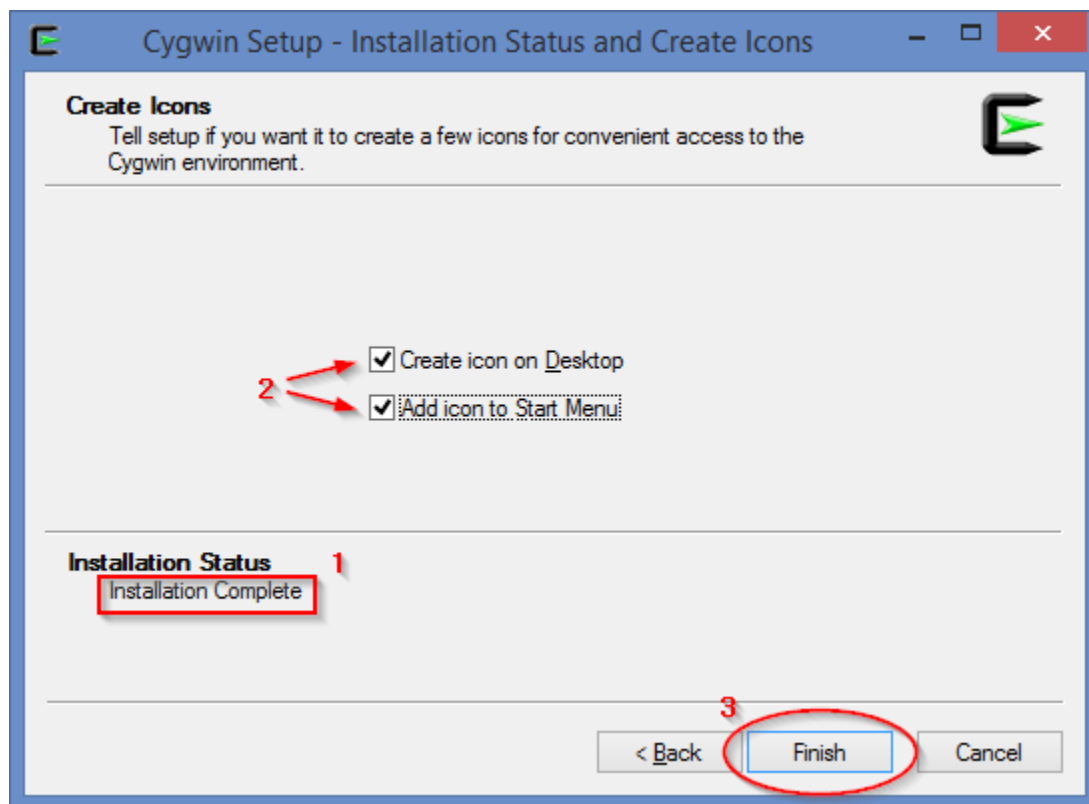 Cygwin Setup - Installation Status and Create Icons
Create Icons
Tell setup if you want it to create a few icons for convenient access to the
Cygwin environment.
2
Create icon on Desktop
Add icon to Start Menu
Installation Status 1
Installation Complete
3
< Back Finish Cancel